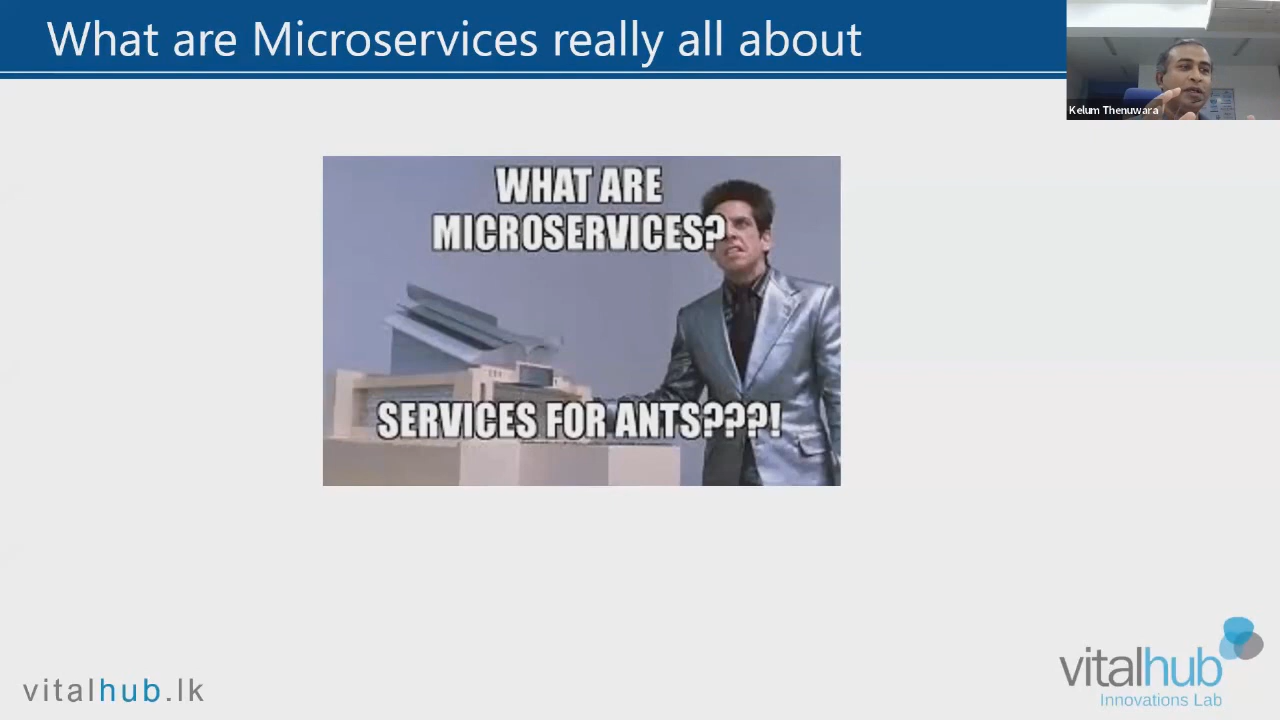 What are Microservices really all about
Kelum Thenuwara
WHAT ARE
MICROSERVICES?
SERVICES FOR ANTS???!
vitalhub.lk
vitalhub
Innovations Lab